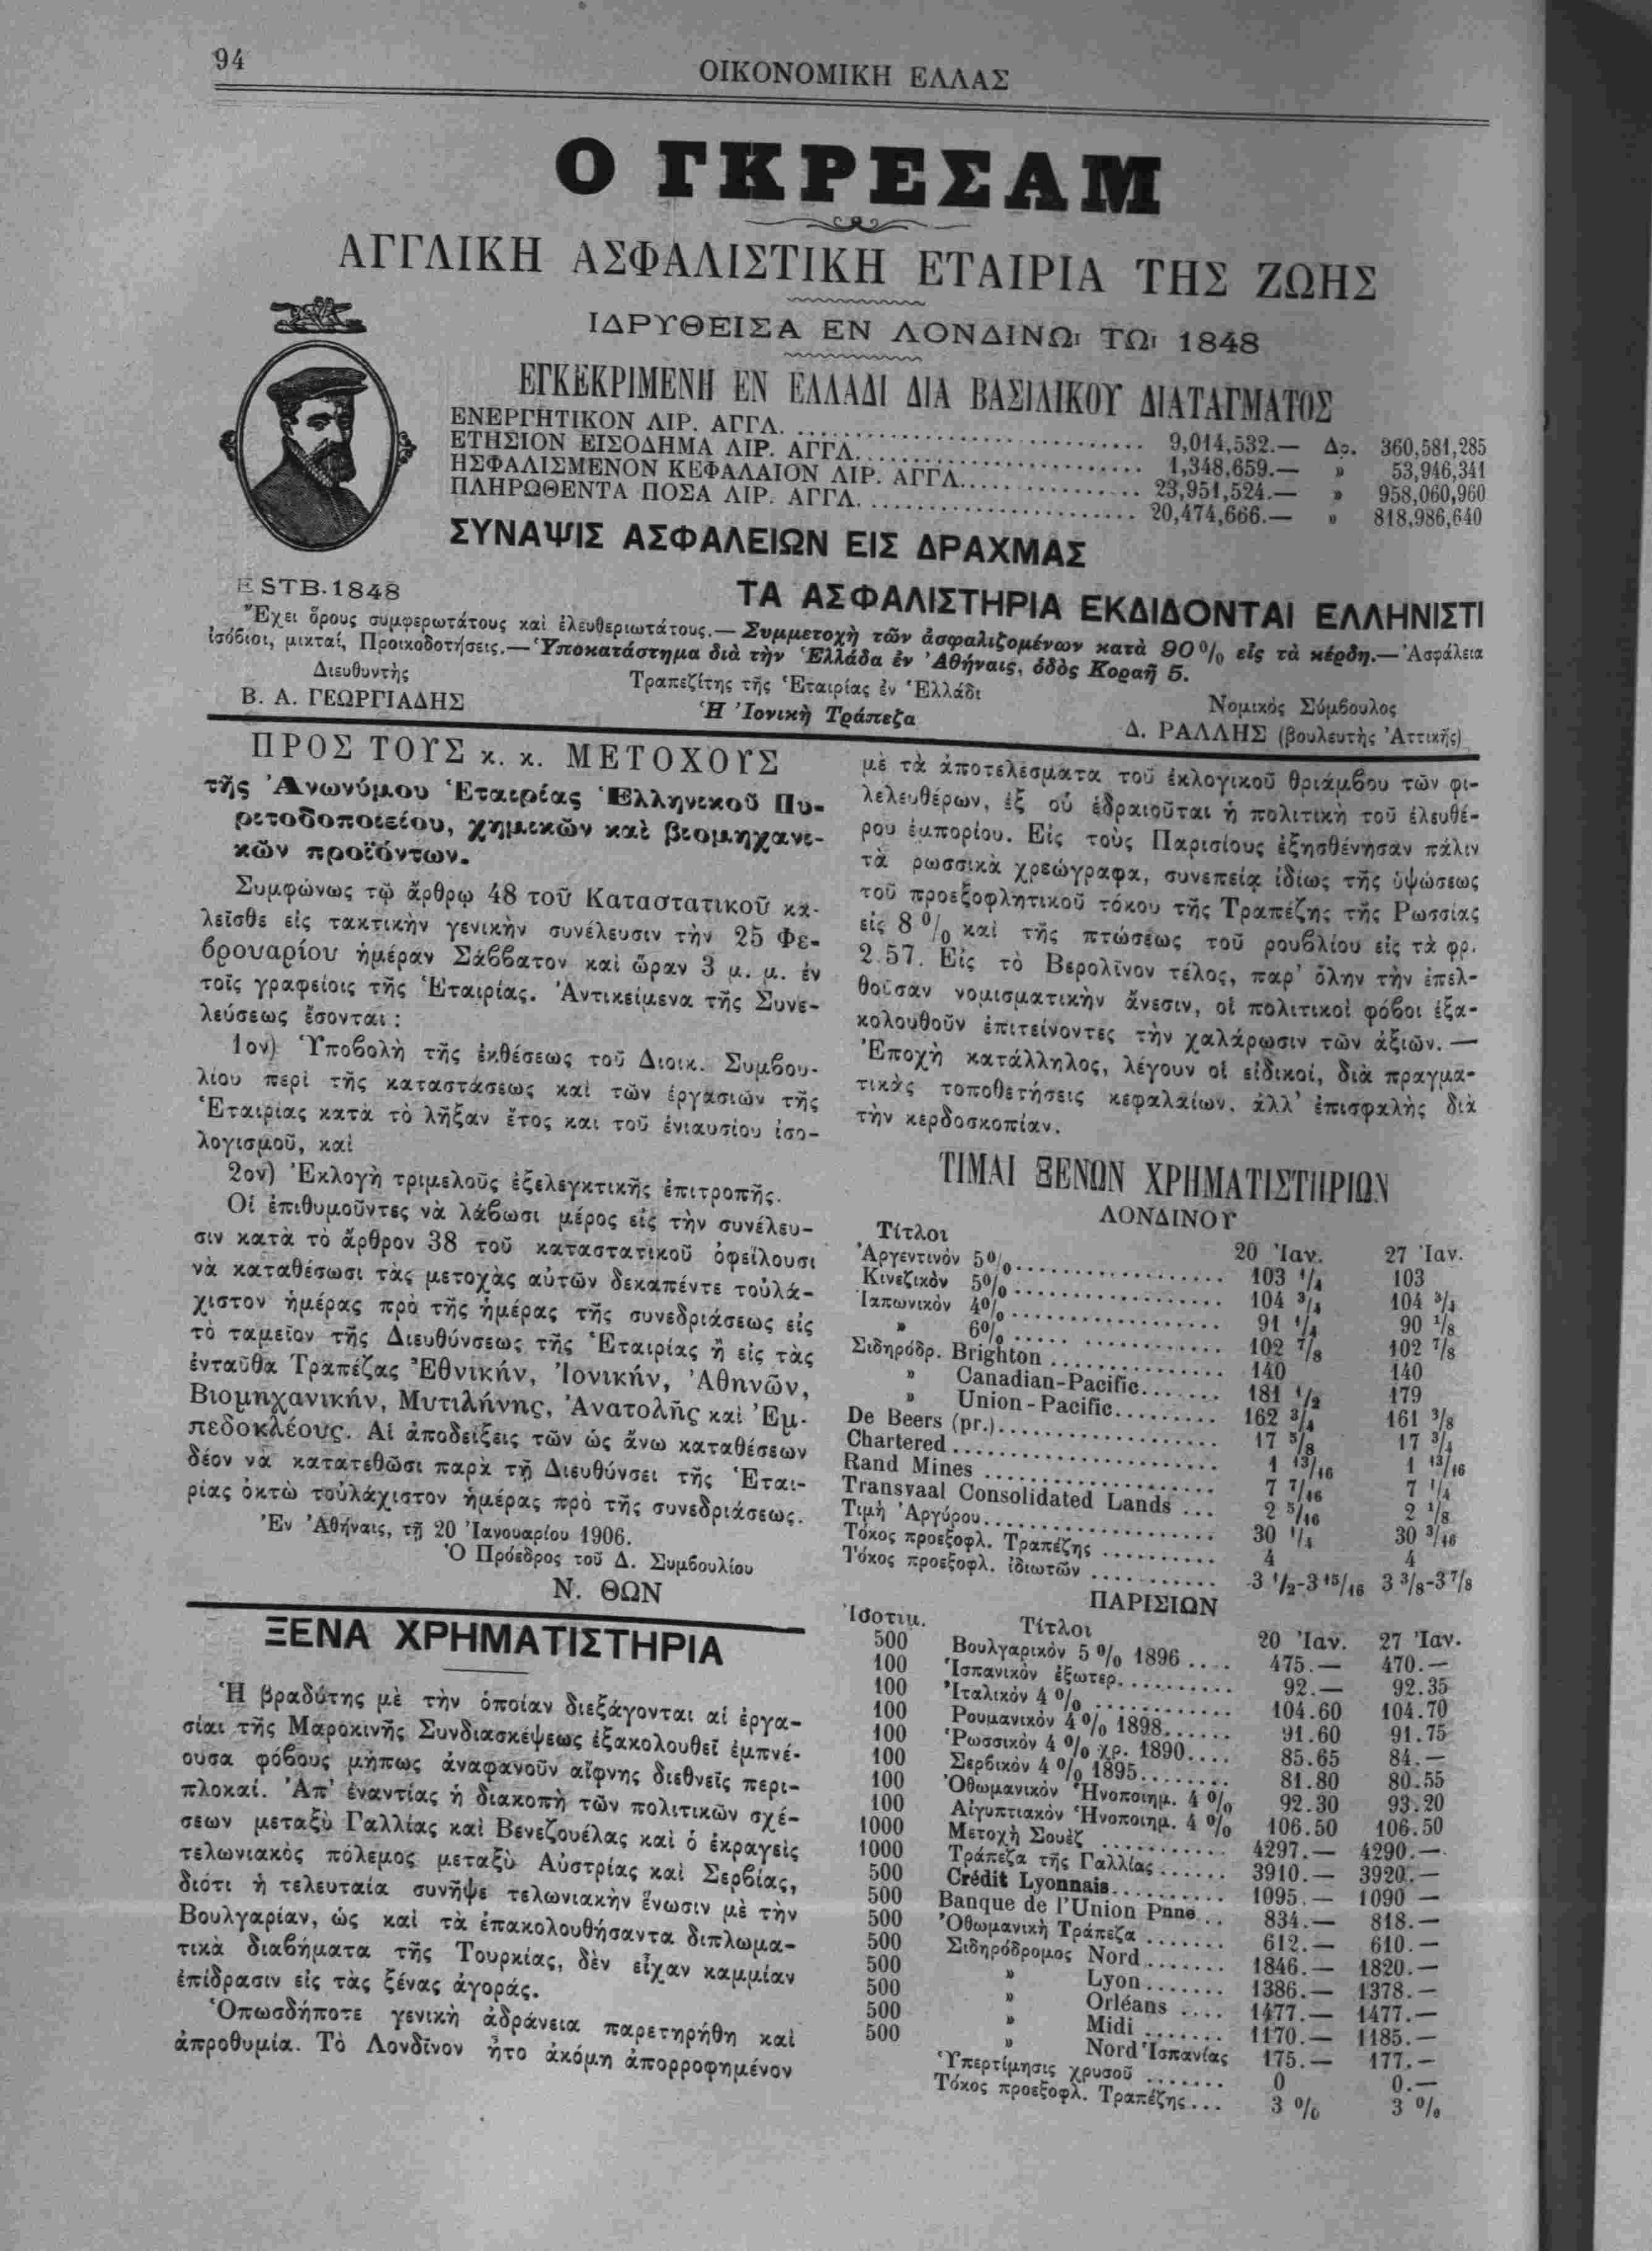 94
ΟΙΚΟΝΟΜΙΚΗ ΕΛΛΑΣ
Ο ΓΚΡΕΣΑΜ
ΑΓΓΛΙΚΗ ΑΣΦΑΛΙΣΤΙΚΗ ΕΤΑΙΡΙΑ ΤΗΣ ΖΩΗΣ
ΙΔΡΥΘΕΙΣΑ ΕΝ ΛΟΝΔΙΝΩι ΤΩι 1848
ΕΓΚΕΚΡΙΜΕΝΗ ΕΝ ΕΛΛΑΔΙ ΔΙΑ ΒΑΣΙΛΙΚΟΥ ΔΙΑΤΑΓΜΑΤΟΣ
ΕΝΕΡΓΗΤΙΚΟΝ ΛΙΡ. ΑΓΓΛ. ........ 9,014,532.— Δρ. 360,581,285
ΕΤΗΣΙΟΝ ΕΙΣΟΔΗΜΑ ΛΙΡ. ΑΓΓΛ. ........ 1,348,659.— » 53,946,341
ΗΣΦΑΛΙΣΜΕΝΟΝ ΚΕΦΑΛΑΙΟΝ ΛΙΡ. ΑΓΓΛ. ........ 23,951,524.— » 958,060,960
ΠΛΗΡΩΘΕΝΤΑ ΠΟΣΑ ΛΙΡ. ΑΓΓΛ. ........ 20,474,666.— » 818,986,640
ΣΥΝΑΨΙΣ ΑΣΦΑΛΕΙΩΝ ΕΙΣ ΔΡΑΧΜΑΣ
ESTB.1848
ΤΑ ΑΣΦΑΛΙΣΤΗΡΙΑ ΕΚΔΙΔΟΝΤΑΙ ΕΛΛΗΝΙΣΤΙ
Ἔχει ὅρους συμφερωτάτους καὶ ἐλευθεριωτάτους.— Συμμετοχὴ τῶν ἀσφαλιζομένων κατὰ 90% εἰς τὰ κέρδη.— Ἀσφάλεια
ἰσόβιοι, μικταί, Προικοδοτήσεις.— Ὑποκατάστημα διὰ τὴν Ἑλλάδα ἐν Ἀθήναις, ὁδὸς Κοραῆ 5.
Διευθυντὴς
Β. Α. ΓΕΩΡΓΙΑΔΗΣ
Τραπεζίτης τῆς Ἑταιρίας ἐν Ἑλλάδι
Ἡ Ἰονικὴ Τράπεζα
Νομικὸς Σύμβουλος
Δ. ΡΑΛΛΗΣ (βουλευτὴς Ἀττικῆς)
ΠΡΟΣ ΤΟΥΣ κ. κ. ΜΕΤΟΧΟΥΣ
τῆς Ἀνωνύμου Ἑταιρίας Ἑλληνικοῦ Πυ-
ριτοδοποιείου, χημικῶν καὶ βιομηχανι-
κῶν προϊόντων.
Συμφώνως τῷ ἄρθρῳ 48 τοῦ Καταστατικοῦ κα-
λεῖσθε εἰς τακτικὴν γενικὴν συνέλευσιν τὴν 25 Φε-
βρουαρίου ἡμέραν Σάββατον καὶ ὥραν 3 μ. μ. ἐν
τοῖς γραφείοις τῆς Ἑταιρίας. Ἀντικείμενα τῆς Συνε-
λεύσεως ἔσονται :
1ον) Ὑποβολὴ τῆς ἐκθέσεως τοῦ Διοικ. Συμβου-
λίου περὶ τῆς καταστάσεως καὶ τῶν ἐργασιῶν τῆς
Ἑταιρίας κατὰ τὸ λῆξαν ἔτος και τοῦ ἐνιαυσίου ἰσο-
λογισμοῦ, καὶ
2ον) Ἐκλογὴ τριμελοῦς ἐξελεγκτικῆς ἐπιτροπῆς.
Οἱ ἐπιθυμοῦντες νὰ λάβωσι μέρος εἰς τὴν συνέλευ-
σιν κατὰ τὸ ἄρθρον 38 τοῦ καταστατικοῦ ὀφείλουσι
νὰ καταθέσωσι τὰς μετοχὰς αὐτῶν δεκαπέντε τοὐλά-
χιστον ἡμέρας πρὸ τῆς ἡμέρας τῆς συνεδριάσεως εἰς
τὸ ταμεῖον τῆς Διευθύνσεως τῆς Ἑταιρίας ἢ εἰς τὰς
ἐνταῦθα Τραπέζας Ἐθνικήν, Ἰονικήν, Ἀθηνῶν,
Βιομηχανικήν, Μυτιλήνης, Ἀνατολῆς καὶ Ἐμ-
πεδοκλέους. Αἱ ἀποδείξεις τῶν ὡς ἄνω καταθέσεων
δέον νὰ κατατεθῶσι παρὰ τῇ Διευθύνσει τῆς Ἑται-
ρίας ὀκτὼ τοὐλάχιστον ἡμέρας πρὸ τῆς συνεδριάσεως.
Ἐν Ἀθήναις, τῇ 20 Ἰανουαρίου 1906.
Ὁ Πρόεδρος τοῦ Δ. Συμβουλίου
Ν. ΘΩΝ
ΞΕΝΑ ΧΡΗΜΑΤΙΣΤΗΡΙΑ
Ἡ βραδύτης μὲ τὴν ὁποίαν διεξάγονται αἱ ἐργα-
σίαι τῆς Μαροκινῆς Συνδιασκέψεως ἐξακολουθεῖ ἐμπνέ-
ουσα φόβους μήπως ἀναφανοῦν αἴφνης διεθνεῖς περι-
πλοκαί. Ἀπ' ἐναντίας ἡ διακοπὴ τῶν πολιτικῶν σχέ-
σεων μεταξὺ Γαλλίας καὶ Βενεζουέλας καὶ ὁ ἐκραγεὶς
τελωνιακὸς πόλεμος μεταξὺ Αὐστρίας καὶ Σερβίας,
διότι ἡ τελευταία συνῆψε τελωνιακὴν ἕνωσιν μὲ τὴν
Βουλγαρίαν, ὡς καὶ τὰ ἐπακολουθήσαντα διπλωμα-
τικὰ διαβήματα τῆς Τουρκίας, δὲν εἶχαν καμμίαν
ἐπίδρασιν εἰς τὰς ξένας ἀγοράς.
Ὁπωσδήποτε γενικὴ ἀδράνεια παρετηρήθη καὶ
ἀπροθυμία. Τὸ Λονδῖνον ἦτο ἀκόμη ἀπορροφημένον
μὲ τὰ ἀποτελέσματα τοῦ ἐκλογικοῦ θριάμβου τῶν φι-
λελευθέρων, ἐξ οὗ ἑδραιοῦται ἡ πολιτικὴ τοῦ ἐλευθέ-
ρου ἐμπορίου. Εἰς τοὺς Παρισίους ἐξησθένησαν πάλιν
τὰ ρωσσικὰ χρεώγραφα, συνεπείᾳ ἰδίως τῆς ὑψώσεως
τοῦ προεξοφλητικοῦ τόκου τῆς Τραπέζης τῆς Ρωσσίας
εἰς 8 % καὶ τῆς πτώσεως τοῦ ρουβλίου εἰς τὰ φρ.
2.57. Εἰς τὸ Βερολῖνον τέλος, παρ' ὅλην τὴν ἐπελ-
θοῦσαν νομισματικὴν ἄνεσιν, οἱ πολιτικοὶ φόβοι ἐξα-
κολουθοῦν ἐπιτείνοντες τὴν χαλάρωσιν τῶν ἀξιῶν. —
Ἐποχὴ κατάλληλος, λέγουν οἱ εἰδικοί, διὰ πραγμα-
τικὰς τοποθετήσεις κεφαλαίων, ἀλλ' ἐπισφαλὴς διὰ
τὴν κερδοσκοπίαν.
ΤΙΜΑΙ ΞΕΝΩΝ ΧΡΗΜΑΤΙΣΤΗΡΙΩΝ
ΛΟΝΔΙΝΟΥ
Τίτλοι 20 Ἰαν. 27 Ἰαν.
Ἀργεντινόν 5% ........ 103 1/4 103
Κινεζικὸν 5% ........ 104 3/4 104 3/4
Ἰαπωνικὸν 4% ........ 91 1/4 90 1/8
» 6% ........ 102 7/8 102 7/8
Σιδηρόδρ. Brighton ........ 140 140
» Canadian-Pacific ........ 181 1/2 179
» Union-Pacific ........ 162 3/4 161 3/8
De Beers (pr.) ........ 17 5/8 17 3/4
Chartered ........ 1 13/16 1 13/16
Rand Mines ........ 7 7/16 7 1/4
Transvaal Consolidated Lands ... 2 5/16 2 1/8
Τιμὴ Ἀργύρου ........ 30 1/4 30 3/16
Τόκος προεξοφλ. Τραπέζης ........ 4 4
Τόκος προεξοφλ. ἰδιωτῶν ........ 3 1/2-3 15/16 3 3/8-3 7/8
ΠΑΡΙΣΙΩΝ
Ἰσοτιμ. Τίτλοι 20 Ἰαν. 27 Ἰαν.
500 Βουλγαρικὸν 5 % 1896 .... 475.— 470.—
100 Ἱσπανικὸν ἐξωτερ. ........ 92.— 92.35
100 Ἰταλικόν 4 % ........ 104.60 104.70
100 Ρουμανικόν 4 % 1898 ...... 91.60 91.75
100 Ῥωσσικὸν 4 % χρ. 1890 .... 85.65 84.—
100 Σερβικὸν 4 % 1895 ........ 81.80 80.55
100 Ὀθωμανικόν Ἡνοποιημ. 4 % 92.30 93.20
100 Αἰγυπτιακόν Ἡνοποιημ. 4 % 106.50 106.50
1000 Μετοχὴ Σουὲζ ........ 4297.— 4290.—
1000 Τράπεζα τῆς Γαλλίας ...... 3910.— 3920.—
500 Crédit Lyonnais ........ 1095.— 1090 —
500 Banque de l'Union Pnne ... 834.— 818.—
500 Ὀθωμανικὴ Τράπεζα ....... 612.— 610.—
500 Σιδηρόδρομος Nord ....... 1846.— 1820.—
500 » Lyon ....... 1386.— 1378.—
500 » Orléans .... 1477.— 1477.—
500 » Midi ....... 1170.— 1185.—
500 » Nord Ἱσπανίας 175.— 177.—
Ὑπερτίμησις χρυσοῦ ....... 0 0.—
Τόκος προεξοφλ. Τραπέζης ... 3 % 3 %